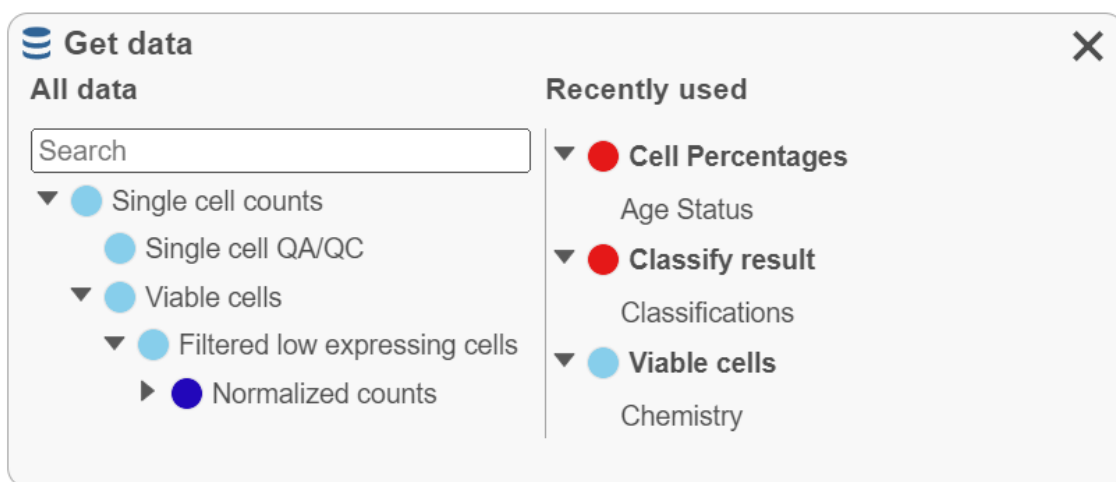 Get data
All data
Search
Single cell counts
Single cell QA/QC
Viable cells
Filtered low expressing cells
Normalized counts
Recently used
Cell Percentages
Age Status
Classify result
Classifications
Viable cells
Chemistry